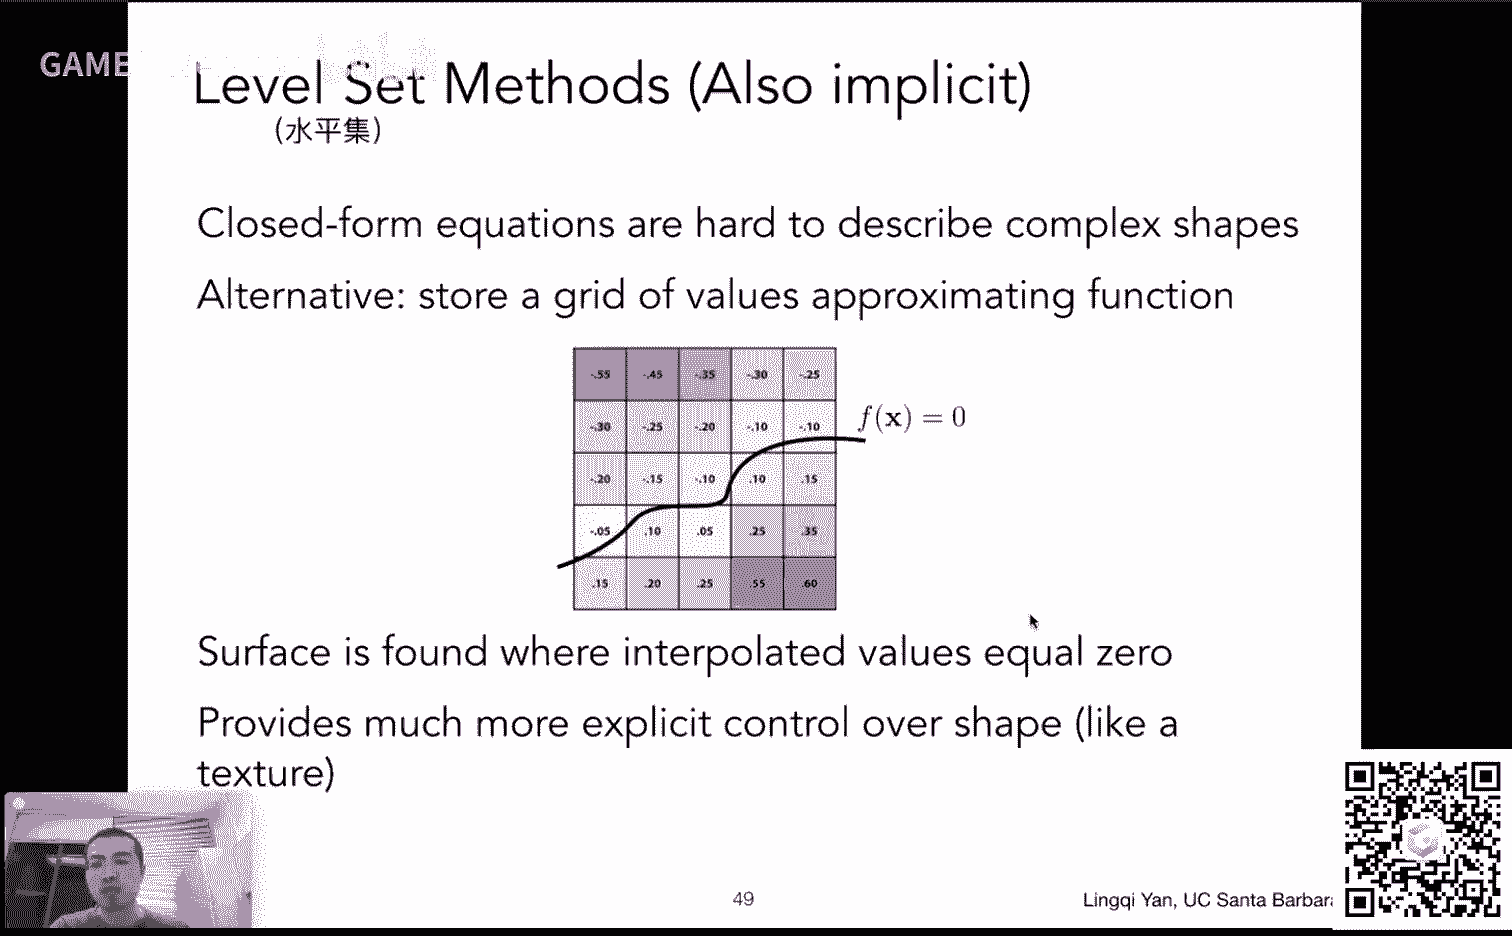 GAME
Level Set Methods (Also implicit)
(水平集)
Closed-form equations are hard to describe complex shapes
Alternative: store a grid of values approximating function
-.55 -.45 -.35 -.30 -.25
-.30 -.25 -.20 -.10 -.10
f(x) = 0
-.20 -.15 -.10 .10 .15
-.05 .10 .05 .25 .35
.15 .20 .25 .55 .60
Surface is found where interpolated values equal zero
Provides much more explicit control over shape (like a
texture)
49
Lingqi Yan, UC Santa Barbara